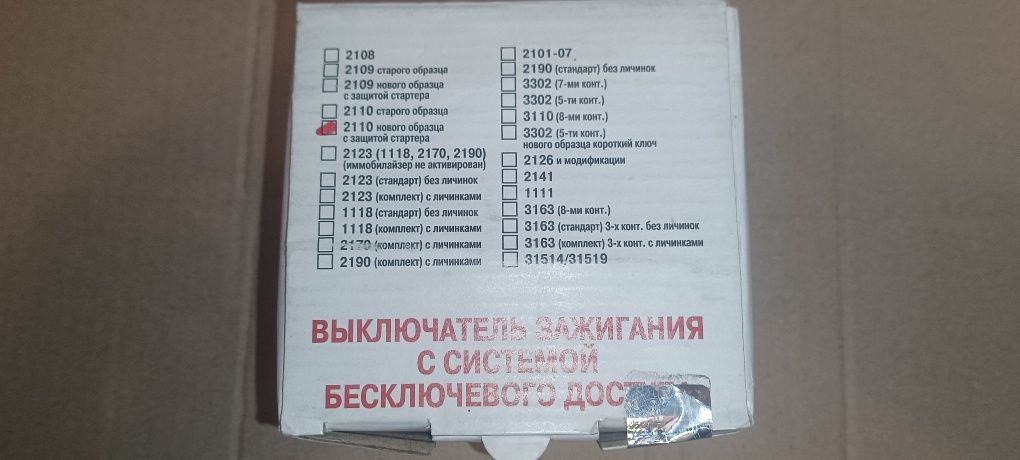 2108
2109 старого образца
2109 нового образца
с защитой стартера
2110 старого образца
2110 нового образца
с защитой стартера
2123 (1118, 2170, 2190)
(иммобилайзер не активирован)
2123 (стандарт) без личинок
2123 (комплект) с личинками
1118 (стандарт) без личинок
1118 (комплект) с личинками
2170 (комплект) с личинками
2190 (комплект) с личинками
2101-07
2190 (стандарт) без личинок
3302 (7-ми конт.)
3302 (5-ти конт.)
3110 (8-ми конт.)
3302 (5-ти конт.)
нового образца короткий ключ
2126 и модификации
2141
1111
3163 (8-ми конт.)
3163 (стандарт) 3-х конт. без личинок
3163 (комплект) 3-х конт. с личинками
31514/31519
ВЫКЛЮЧАТЕЛЬ ЗАЖИГАНИЯ
С СИСТЕМОЙ
БЕСКЛЮЧЕВОГО ДОСТУПА